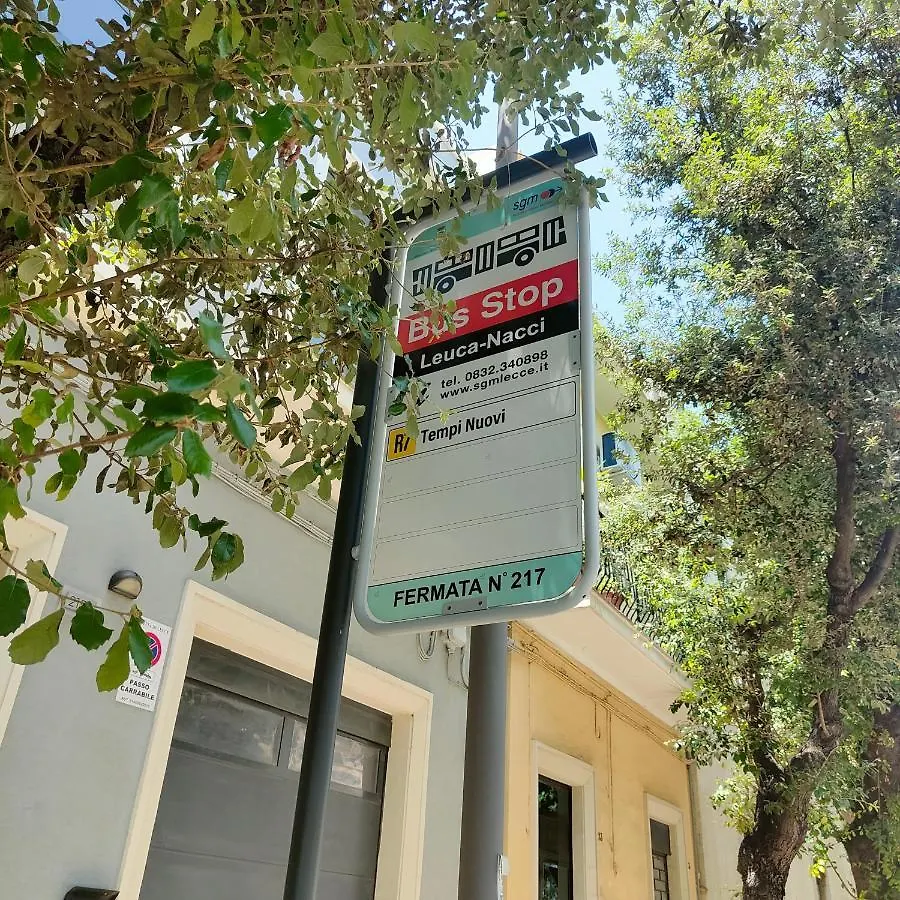 sgm
Bus Stop
Leuca-Nacci
tel. 0832.340898
www.sgmlecce.it
R7 Tempi Nuovi
FERMATA N° 217
PASSO
CARRABILE